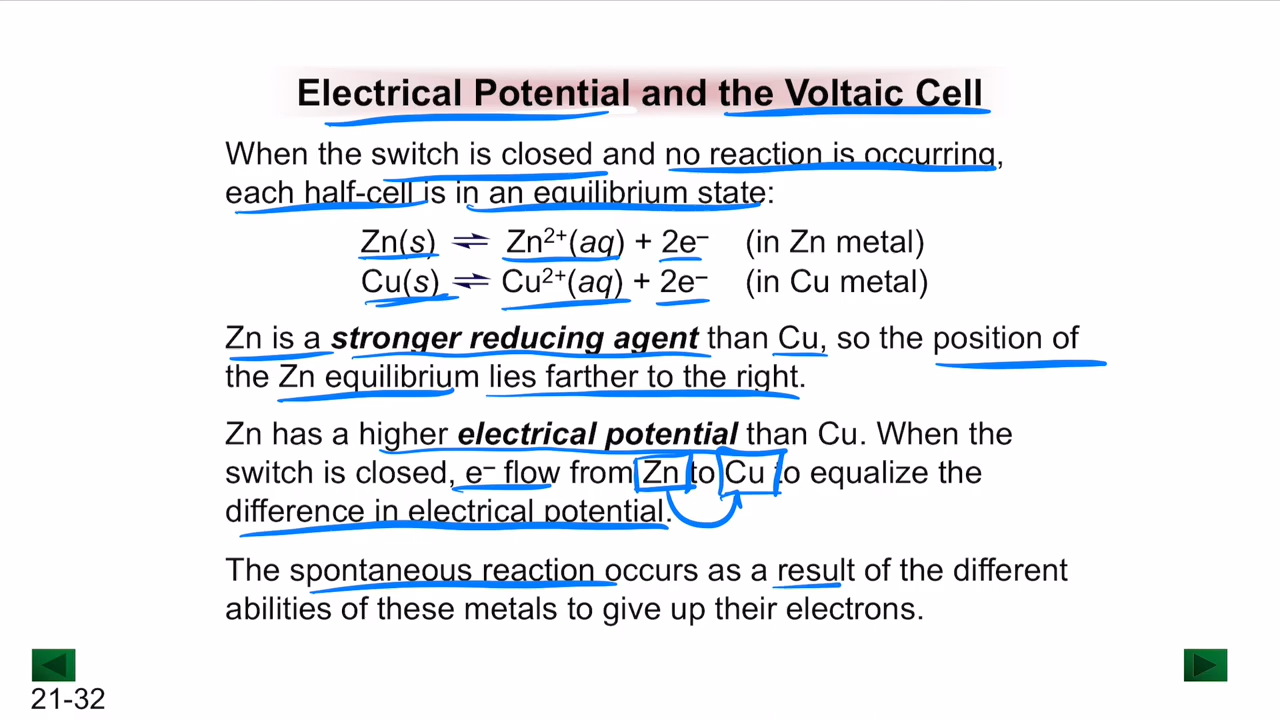 Electrical Potential and the Voltaic Cell
When the switch is closed and no reaction is occurring,
each half-cell is in an equilibrium state:
Zn(s) ⇌ Zn²⁺(aq) + 2e⁻ (in Zn metal)
Cu(s) ⇌ Cu²⁺(aq) + 2e⁻ (in Cu metal)
Zn is a stronger reducing agent than Cu, so the position of
the Zn equilibrium lies farther to the right.
Zn has a higher electrical potential than Cu. When the
switch is closed, e⁻ flow from Zn to Cu to equalize the
difference in electrical potential.
The spontaneous reaction occurs as a result of the different
abilities of these metals to give up their electrons.
21-32